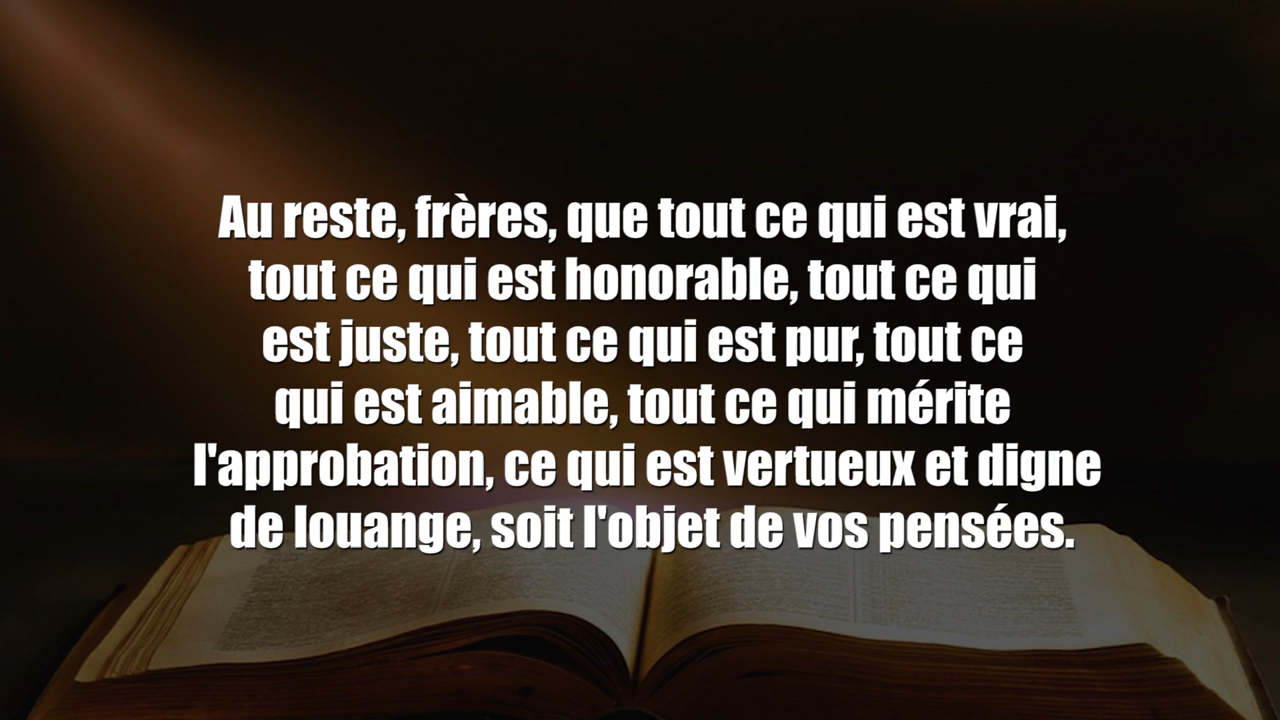 Au reste, frères, que tout ce qui est vrai,
tout ce qui est honorable, tout ce qui
est juste, tout ce qui est pur, tout ce
qui est aimable, tout ce qui mérite
l'approbation, ce qui est vertueux et digne
de louange, soit l'objet de vos pensées.